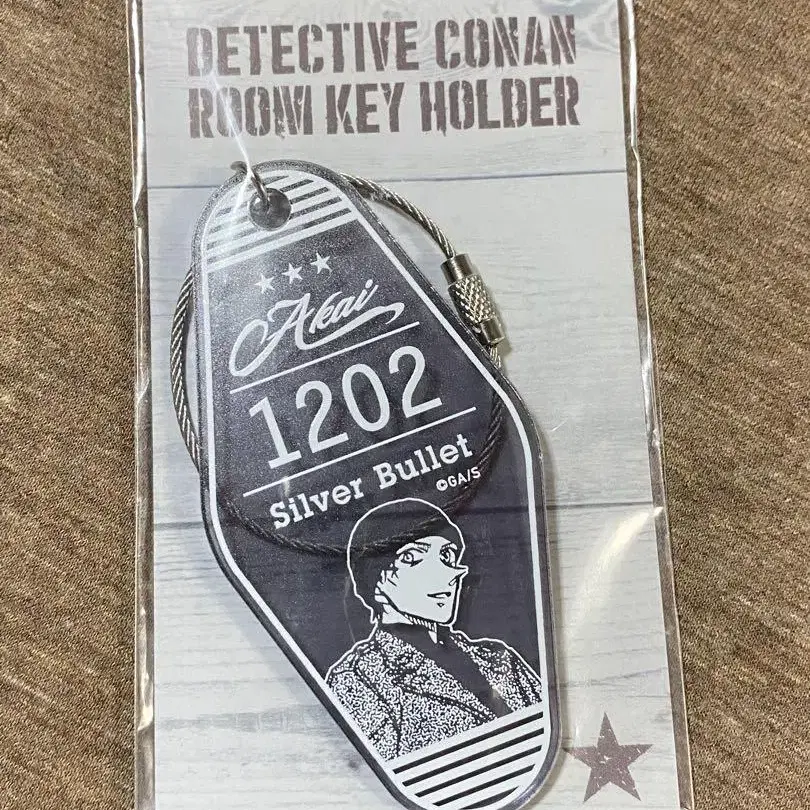 DETECTIVE CONAN
ROOM KEY HOLDER
Akai
1202
Silver Bullet
©GA/S